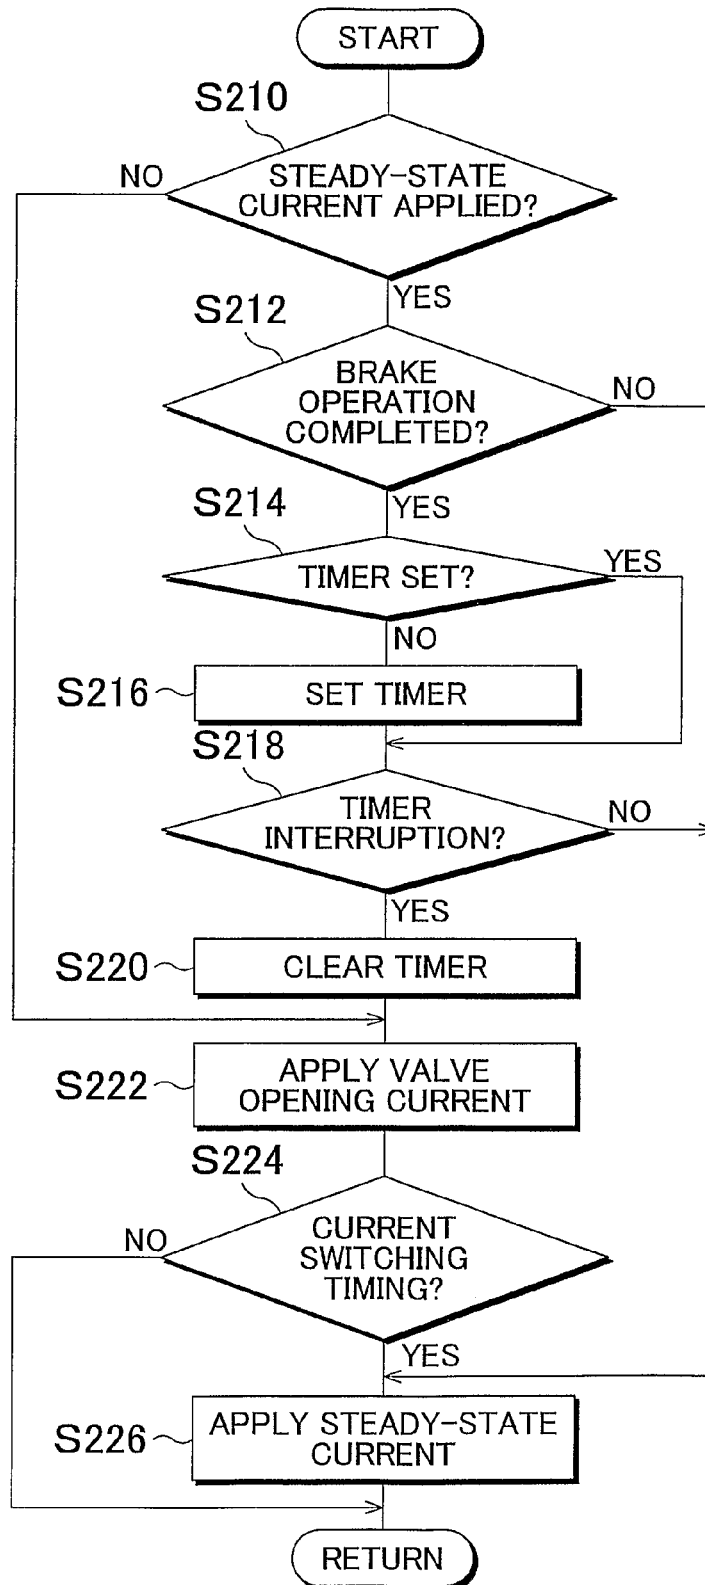 START
S210
NO
STEADY-STATE
CURRENT APPLIED?
YES
S212
BRAKE
OPERATION
COMPLETED?
NO
YES
S214
TIMER SET?
YES
NO
S216
SET TIMER
S218
TIMER
INTERRUPTION?
NO
YES
S220
CLEAR TIMER
S222
APPLY VALVE
OPENING CURRENT
S224
NO
CURRENT
SWITCHING
TIMING?
YES
S226
APPLY STEADY-STATE
CURRENT
RETURN